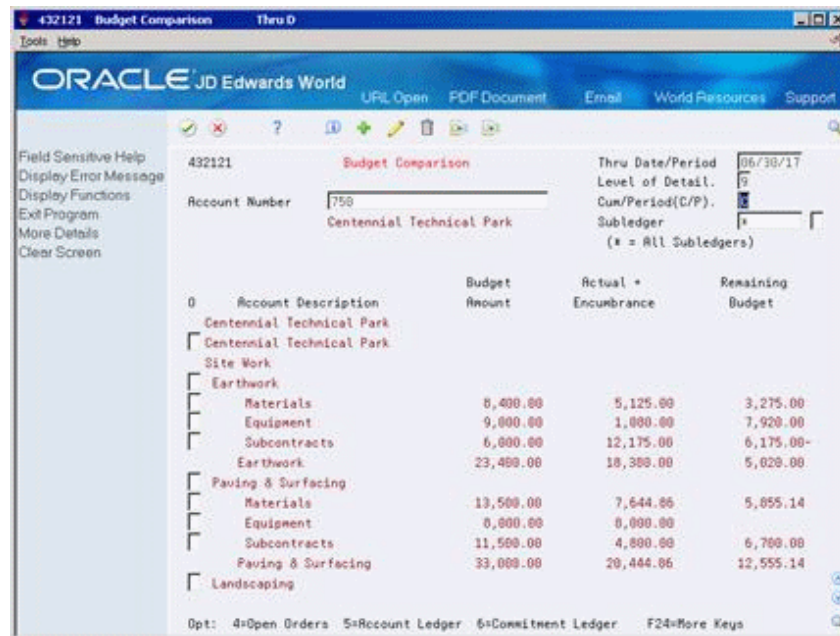 432121 Budget Comparison Thru D
Tools Help
ORACLE JD Edwards World
URL Open PDF Document Email World Resources Support
Field Sensitive Help
Display Error Message
Display Functions
Exit Program
More Details
Clear Screen
432121 Budget Comparison Thru Date/Period 06/30/17
Level of Detail. 9
Account Number 750 Cum/Period(C/P). C
Centennial Technical Park Subledger *
(* = All Subledgers)
Budget Actual + Remaining
O Account Description Amount Encumbrance Budget
Centennial Technical Park
Centennial Technical Park
Site Work
Earthwork
Materials 8,400.00 5,125.00 3,275.00
Equipment 9,000.00 1,080.00 7,920.00
Subcontracts 6,000.00 12,175.00 6,175.00-
Earthwork 23,400.00 18,380.00 5,020.00
Paving & Surfacing
Materials 13,500.00 7,644.86 5,855.14
Equipment 8,000.00 8,000.00
Subcontracts 11,500.00 4,800.00 6,700.00
Paving & Surfacing 33,000.00 20,444.86 12,555.14
Landscaping
Opt: 4=Open Orders 5=Account Ledger 6=Commitment Ledger F24=More Keys